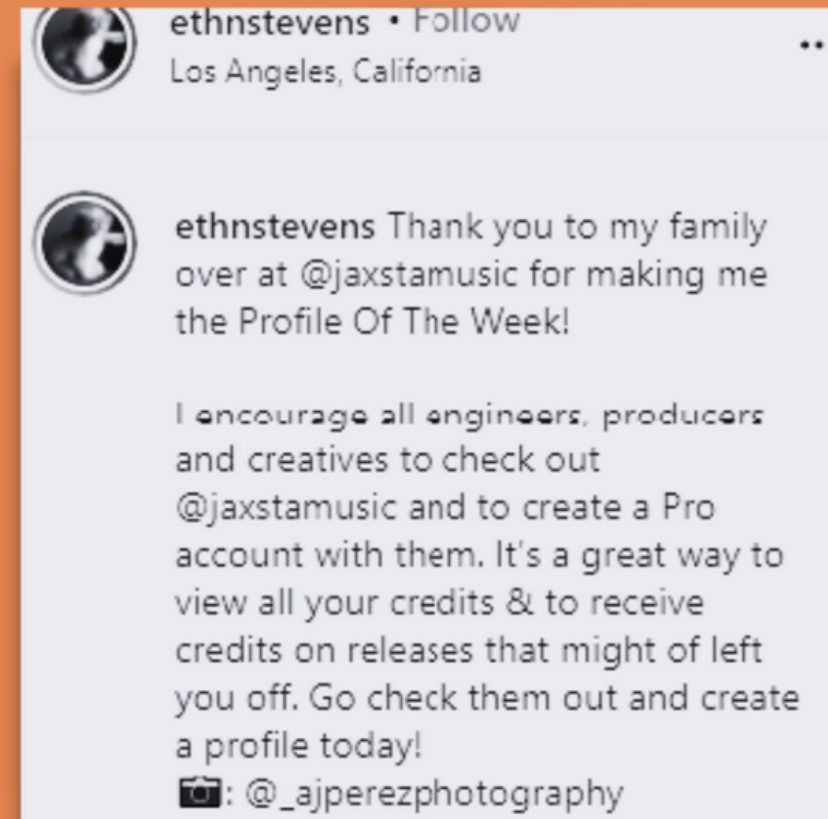 ethnstevens • Follow
Los Angeles, California
ethnstevens Thank you to my family
over at @jaxstamusic for making me
the Profile Of The Week!
I encourage all engineers, producers
and creatives to check out
@jaxstamusic and to create a Pro
account with them. It's a great way to
view all your credits & to receive
credits on releases that might of left
you off. Go check them out and create
a profile today!
📷: @_ajperezphotography